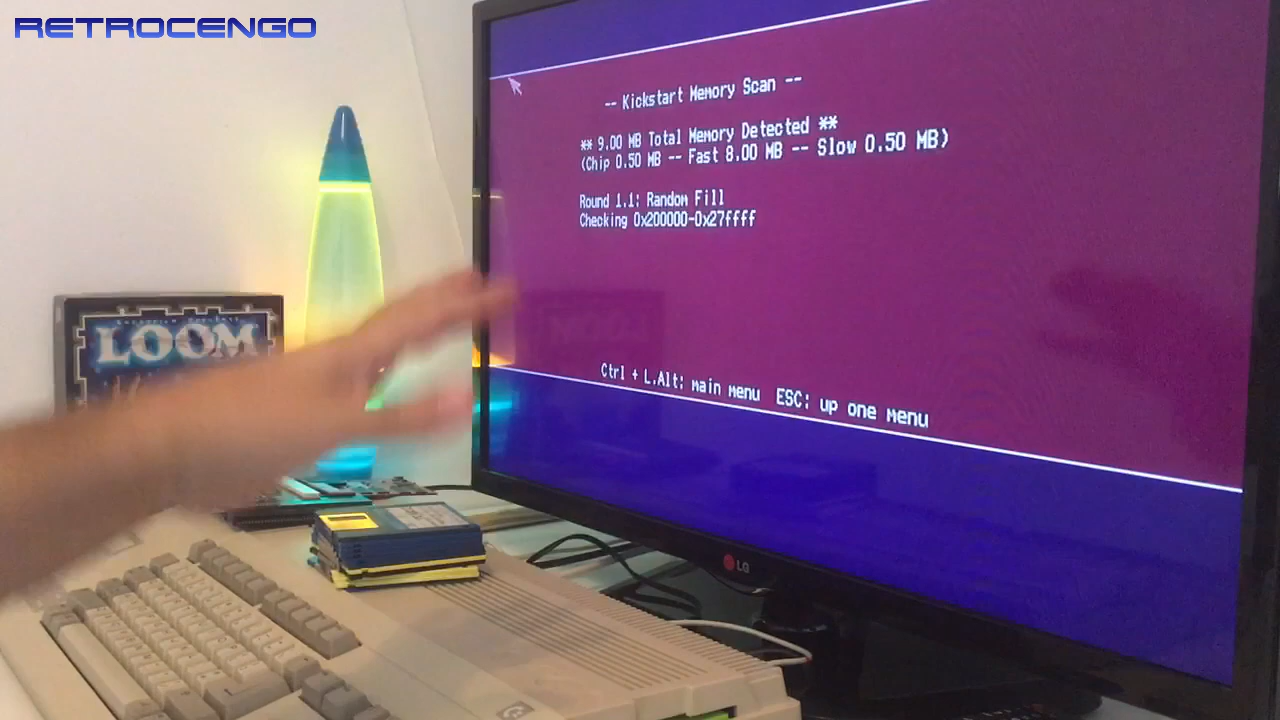 RETROCENGO
-- Kickstart Memory Scan --
** 9.00 MB Total Memory Detected **
(Chip 0.50 MB -- Fast 8.00 MB -- Slow 0.50 MB)
Round 1.1: Random Fill
Checking 0x200000-0x27ffff
Ctrl + L.Alt: main menu ESC: up one menu
LOOM
LG